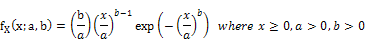 f_X(x; a, b) = (b/a) (x/a)^{b−1} exp (−(x/a)^b) where x ≥ 0, a > 0, b > 0